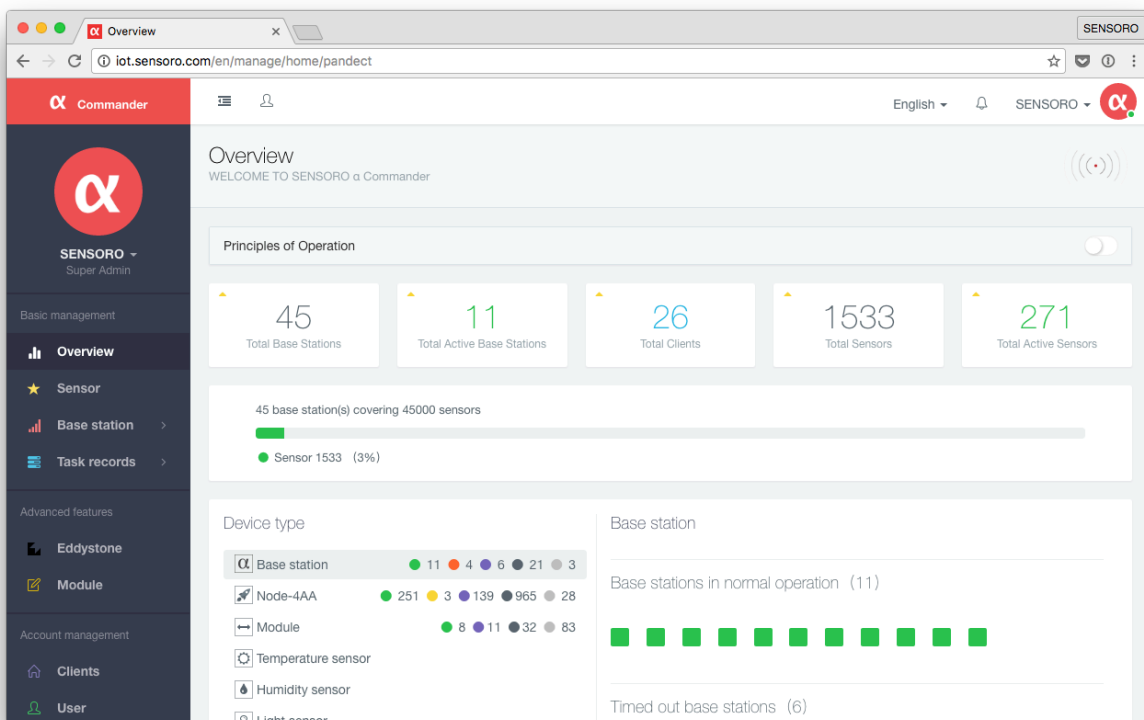 α Overview
SENSORO
iot.sensoro.com/en/manage/home/pandect
α Commander
English
SENSORO
α
α
SENSORO
Super Admin
Basic management
Overview
Sensor
Base station
Task records
Advanced features
Eddystone
Module
Account management
Clients
User
Overview
WELCOME TO SENSORO α Commander
Principles of Operation
45
Total Base Stations
11
Total Active Base Stations
26
Total Clients
1533
Total Sensors
271
Total Active Sensors
45 base station(s) covering 45000 sensors
Sensor 1533 (3%)
Device type
α Base station 11 4 6 21 3
Node-4AA 251 3 139 965 28
Module 8 11 32 83
Temperature sensor
Humidity sensor
Light sensor
Base station
Base stations in normal operation (11)
Timed out base stations (6)